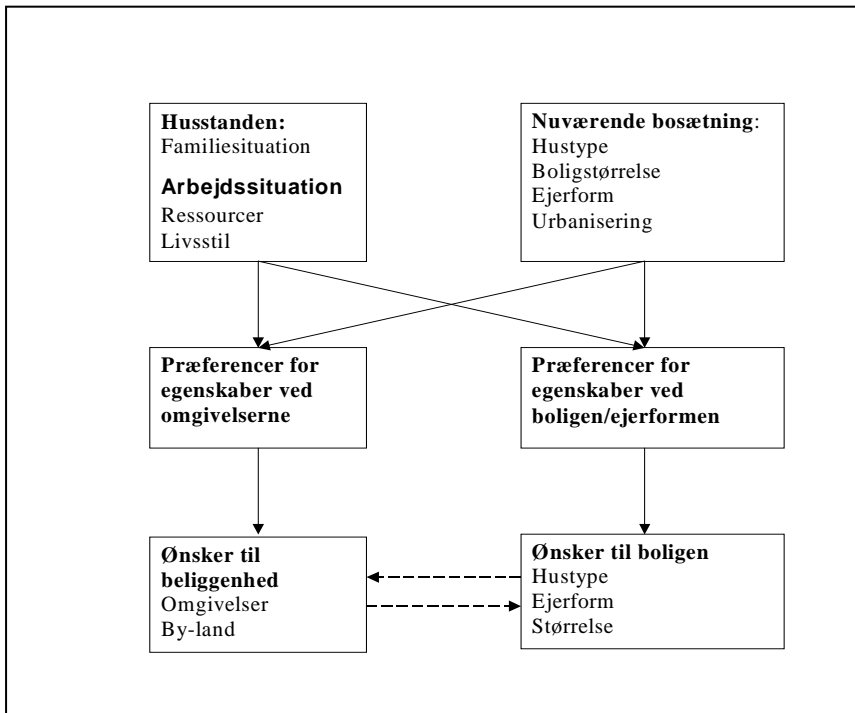 Husstanden:
Familiesituation
Arbejdssituation
Ressourcer
Livsstil
Nuværende bosætning:
Hustype
Boligstørrelse
Ejerform
Urbanisering
Præferencer for
egenskaber ved
omgivelserne
Præferencer for
egenskaber ved
boligen/ejerformen
Ønsker til
beliggenhed
Omgivelser
By-land
Ønsker til boligen
Hustype
Ejerform
Størrelse